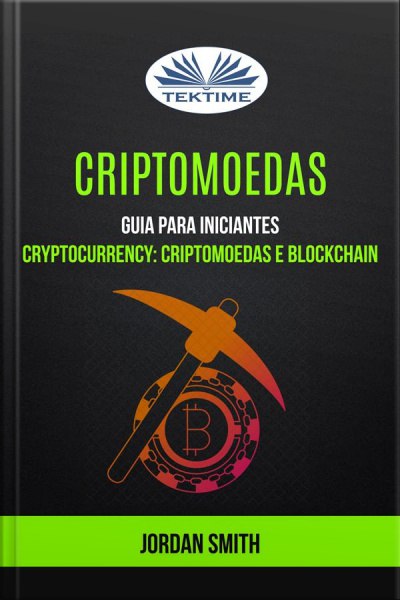 TEKTIME
CRIPTOMOEDAS
GUIA PARA INICIANTES
CRYPTOCURRENCY: CRIPTOMOEDAS E BLOCKCHAIN
B
JORDAN SMITH